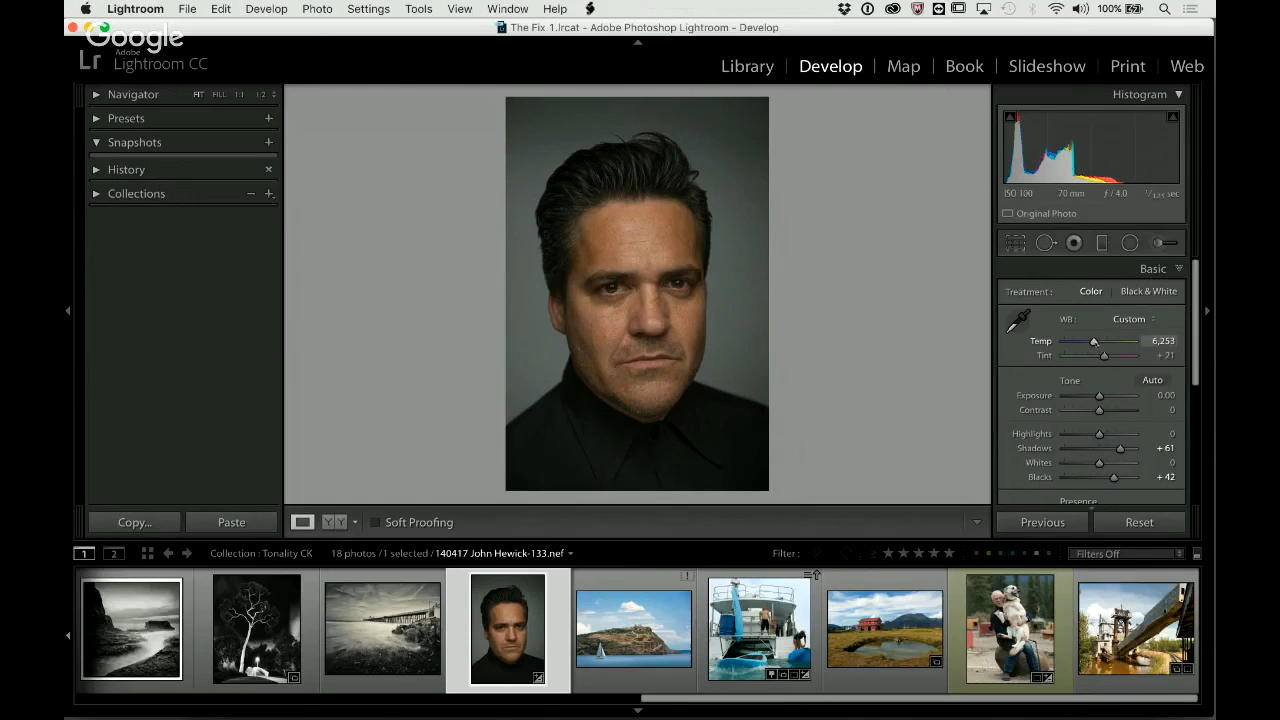 Lightroom File Edit Develop Photo Settings Tools View Window Help 100%
The Fix 1.lrcat - Adobe Photoshop Lightroom - Develop
Google
Lr Adobe Lightroom CC
Library Develop Map Book Slideshow Print Web
Navigator FIT FILL 1:1 1:2
Presets
Snapshots
History
Collections
Histogram
ISO 100 70 mm ƒ / 4.0 1/125 sec
Original Photo
Basic
Treatment : Color Black & White
WB : Custom
Temp 6,253
Tint + 21
Tone Auto
Exposure 0.00
Contrast 0
Highlights 0
Shadows + 61
Whites 0
Blacks + 42
Presence
Copy... Paste
YY Soft Proofing
Previous Reset
1 2 Collection : Tonality CK 18 photos /1 selected /140417 John Hewick-133.nef Filter : Filters Off